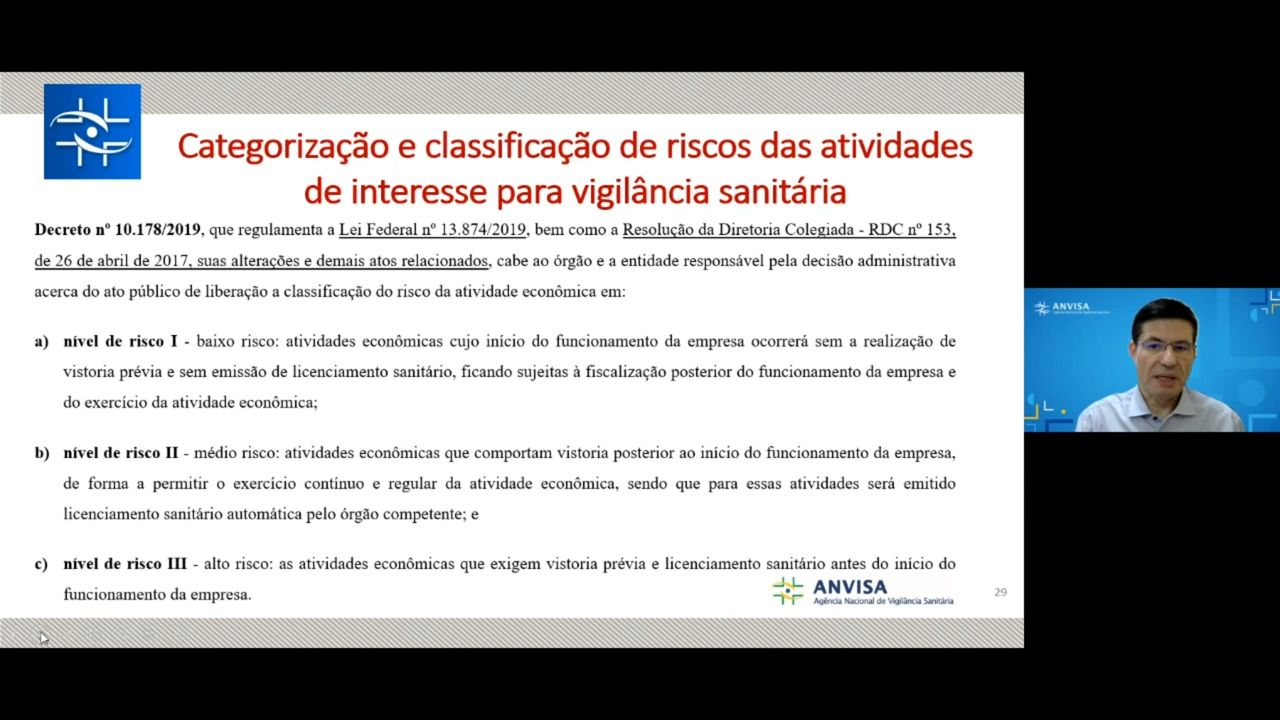 Categorização e classificação de riscos das atividades
de interesse para vigilância sanitária
Decreto nº 10.178/2019, que regulamenta a Lei Federal nº 13.874/2019, bem como a Resolução da Diretoria Colegiada - RDC nº 153,
de 26 de abril de 2017, suas alterações e demais atos relacionados, cabe ao órgão e a entidade responsável pela decisão administrativa
acerca do ato público de liberação a classificação do risco da atividade econômica em:
a) nível de risco I - baixo risco: atividades econômicas cujo início do funcionamento da empresa ocorrerá sem a realização de
vistoria prévia e sem emissão de licenciamento sanitário, ficando sujeitas à fiscalização posterior do funcionamento da empresa e
do exercício da atividade econômica;
b) nível de risco II - médio risco: atividades econômicas que comportam vistoria posterior ao início do funcionamento da empresa,
de forma a permitir o exercício contínuo e regular da atividade econômica, sendo que para essas atividades será emitido
licenciamento sanitário automática pelo órgão competente; e
c) nível de risco III - alto risco: as atividades econômicas que exigem vistoria prévia e licenciamento sanitário antes do início do
funcionamento da empresa.
ANVISA
Agência Nacional de Vigilância Sanitária
29
ANVISA